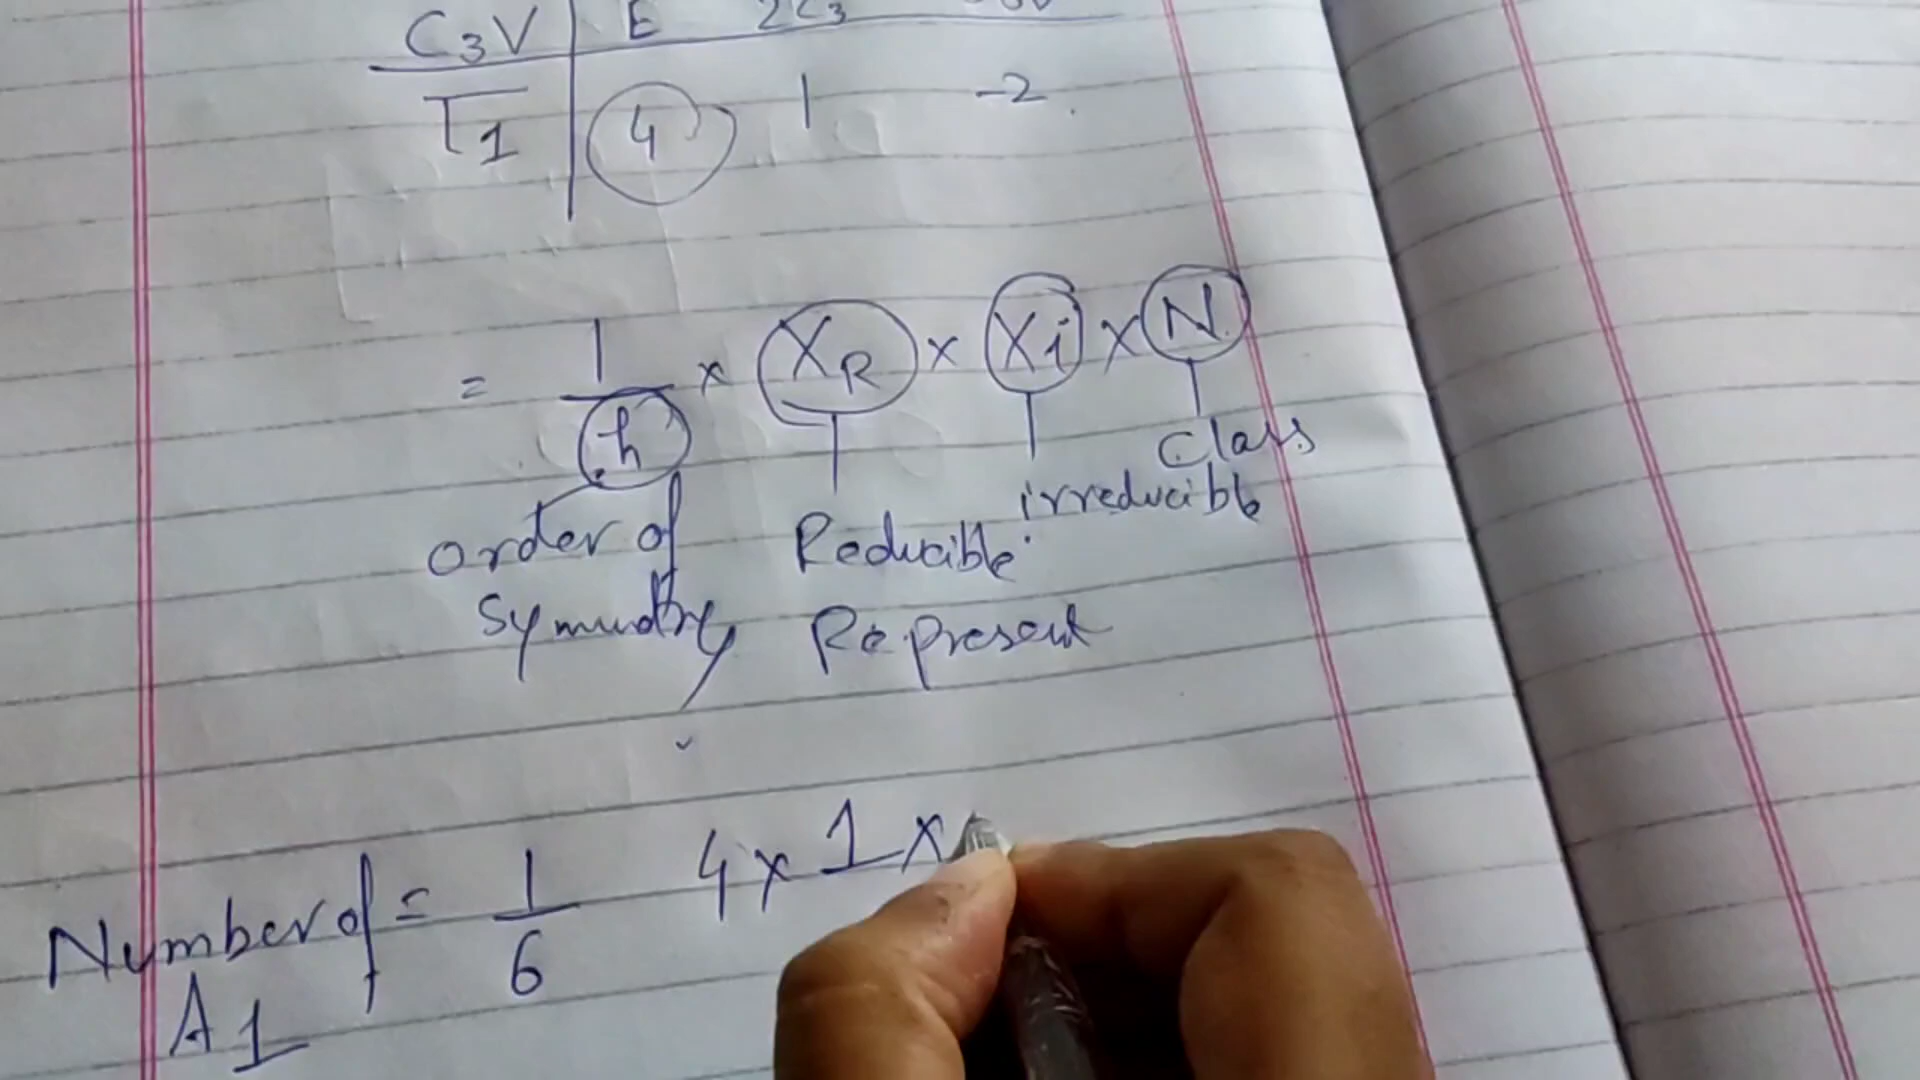 C3V E 2C3
Γ1 4 1 -2
= 1/h × XR × Xi × N
Class
irreducible
order of Reducible
Symmetry Represent
Number of = 1/6 4 × 1 ×
A1